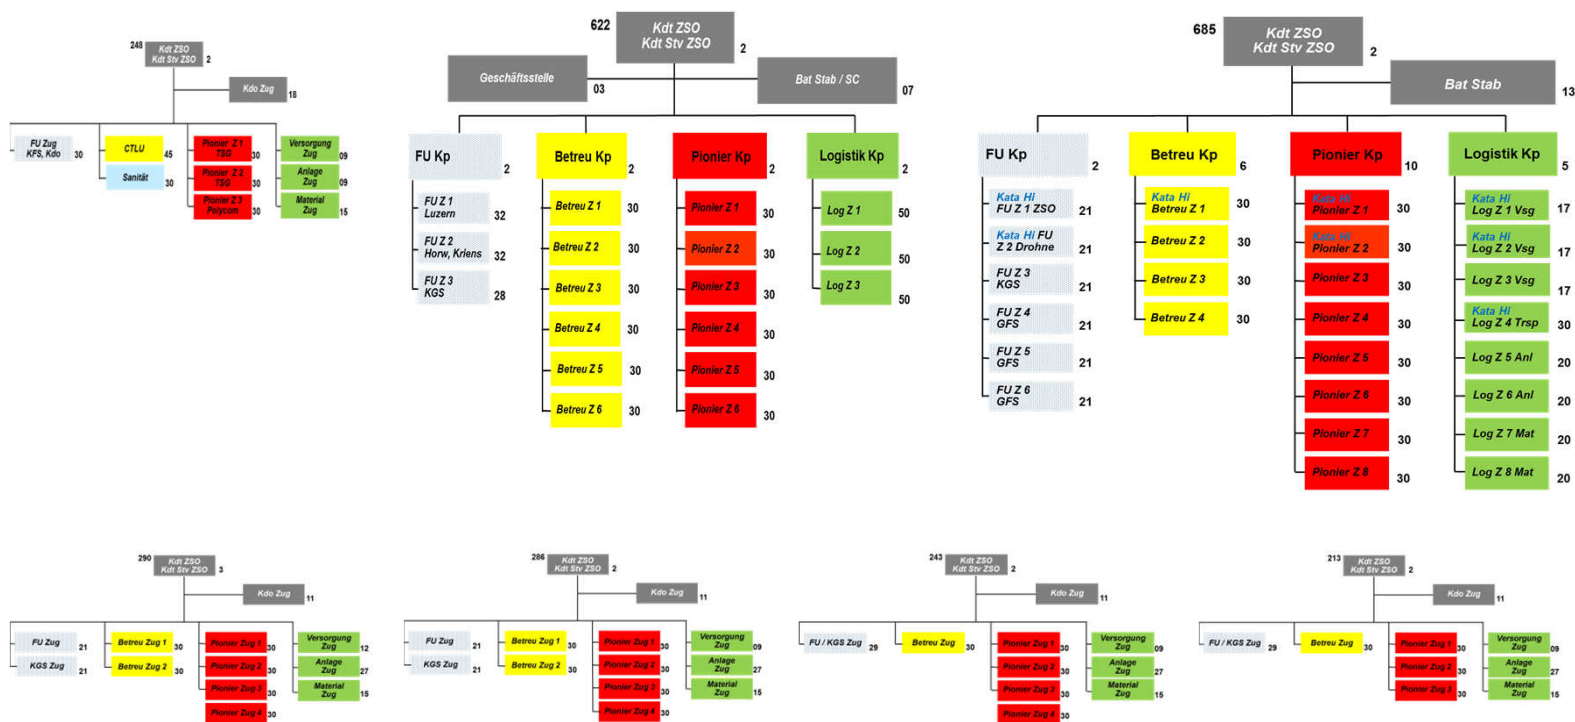 248
Kdt ZSO
Kdt Stv ZSO
2
Kdo Zug
18
FU Zug
KFS, Kdo
30
CTLU
45
Sanität
30
Pionier Z 1
TSG
30
Pionier Z 2
TSG
30
Pionier Z 3
Polycom
30
Versorgung
Zug
09
Anlage
Zug
09
Material
Zug
15
622
Kdt ZSO
Kdt Stv ZSO
2
Geschäftsstelle
03
Bat Stab / SC
07
FU Kp
2
FU Z 1
Luzern
32
FU Z 2
Horw, Kriens
32
FU Z 3
KGS
28
Betreu Kp
2
Betreu Z 1
30
Betreu Z 2
30
Betreu Z 3
30
Betreu Z 4
30
Betreu Z 5
30
Betreu Z 6
30
Pionier Kp
2
Pionier Z 1
30
Pionier Z 2
30
Pionier Z 3
30
Pionier Z 4
30
Pionier Z 5
30
Pionier Z 6
30
Logistik Kp
2
Log Z 1
50
Log Z 2
50
Log Z 3
50
685
Kdt ZSO
Kdt Stv ZSO
2
Bat Stab
13
FU Kp
2
Kata Hi
FU Z 1 ZSO
21
Kata Hi FU
Z 2 Drohne
21
FU Z 3
KGS
21
FU Z 4
GFS
21
FU Z 5
GFS
21
FU Z 6
GFS
21
Betreu Kp
6
Kata Hi
Betreu Z 1
30
Betreu Z 2
30
Betreu Z 3
30
Betreu Z 4
30
Pionier Kp
10
Kata Hi
Pionier Z 1
30
Kata Hi
Pionier Z 2
30
Pionier Z 3
30
Pionier Z 4
30
Pionier Z 5
30
Pionier Z 6
30
Pionier Z 7
30
Pionier Z 8
30
Logistik Kp
5
Kata Hi
Log Z 1 Vsg
17
Kata Hi
Log Z 2 Vsg
17
Log Z 3 Vsg
17
Kata Hi
Log Z 4 Trsp
30
Log Z 5 Anl
20
Log Z 6 Anl
20
Log Z 7 Mat
20
Log Z 8 Mat
20
290
Kdt ZSO
Kdt Stv ZSO
3
Kdo Zug
11
FU Zug
21
KGS Zug
21
Betreu Zug 1
30
Betreu Zug 2
30
Pionier Zug 1
30
Pionier Zug 2
30
Pionier Zug 3
30
Pionier Zug 4
30
Versorgung
Zug
12
Anlage
Zug
27
Material
Zug
15
286
Kdt ZSO
Kdt Stv ZSO
2
Kdo Zug
11
FU Zug
21
KGS Zug
21
Betreu Zug 1
30
Betreu Zug 2
30
Pionier Zug 1
30
Pionier Zug 2
30
Pionier Zug 3
30
Pionier Zug 4
30
Versorgung
Zug
09
Anlage
Zug
27
Material
Zug
15
243
Kdt ZSO
Kdt Stv ZSO
2
Kdo Zug
11
FU / KGS Zug
29
Betreu Zug
30
Pionier Zug 1
30
Pionier Zug 2
30
Pionier Zug 3
30
Pionier Zug 4
30
Versorgung
Zug
09
Anlage
Zug
27
Material
Zug
15
213
Kdt ZSO
Kdt Stv ZSO
2
Kdo Zug
11
FU / KGS Zug
29
Betreu Zug
30
Pionier Zug 1
30
Pionier Zug 2
30
Pionier Zug 3
30
Versorgung
Zug
09
Anlage
Zug
27
Material
Zug
15